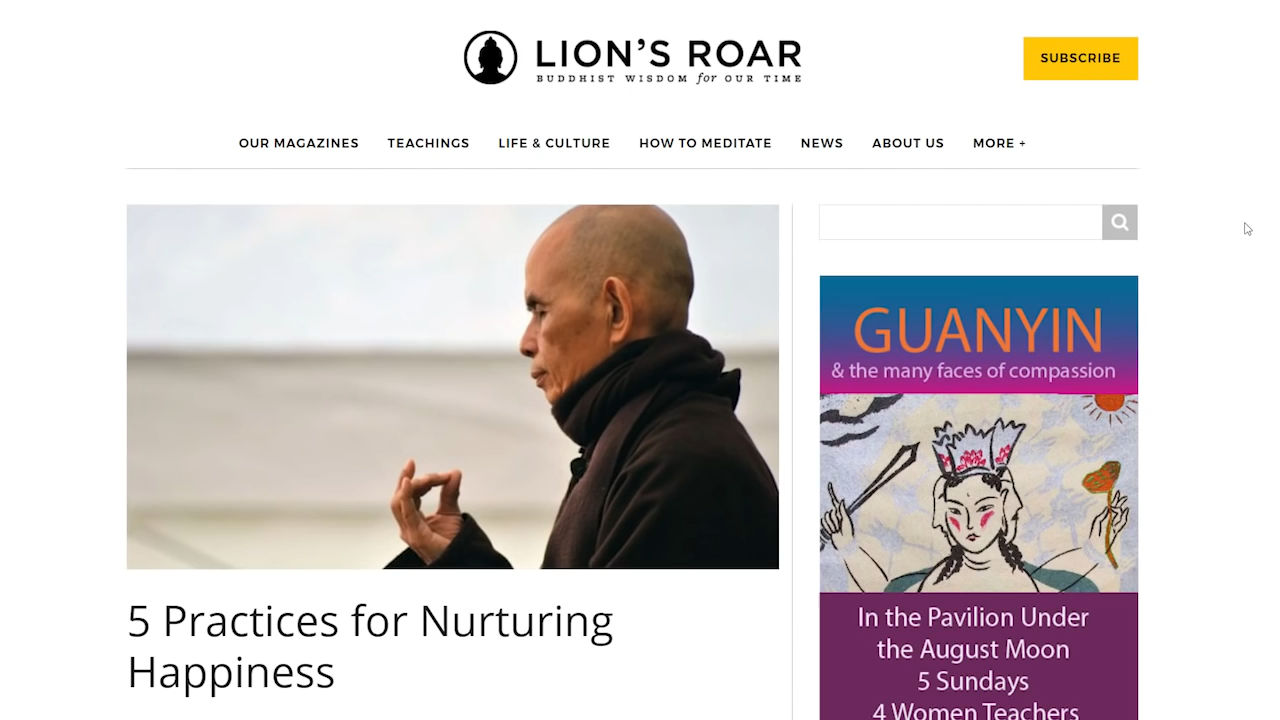 LION'S ROAR
BUDDHIST WISDOM for OUR TIME
SUBSCRIBE
OUR MAGAZINES TEACHINGS LIFE & CULTURE HOW TO MEDITATE NEWS ABOUT US MORE +
5 Practices for Nurturing
Happiness
GUANYIN
& the many faces of compassion
In the Pavilion Under
the August Moon
5 Sundays
4 Women Teachers